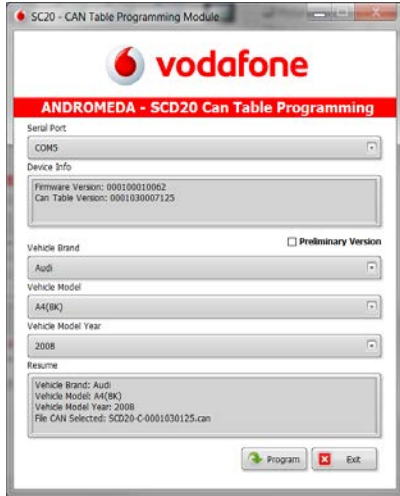 SC20 - CAN Table Programming Module
vodafone
ANDROMEDA - SCD20 Can Table Programming
Serial Port
COM5
Device Info
Firmware Version: 000100010062
Can Table Version: 0001030007125
Preliminary Version
Vehicle Brand
Audi
Vehicle Model
A4(8K)
Vehicle Model Year
2008
Resume
Vehicle Brand: Audi
Vehicle Model: A4(8K)
Vehicle Model Year: 2008
File CAN Selected: SCD20-C-0001030125.can
Program Exit